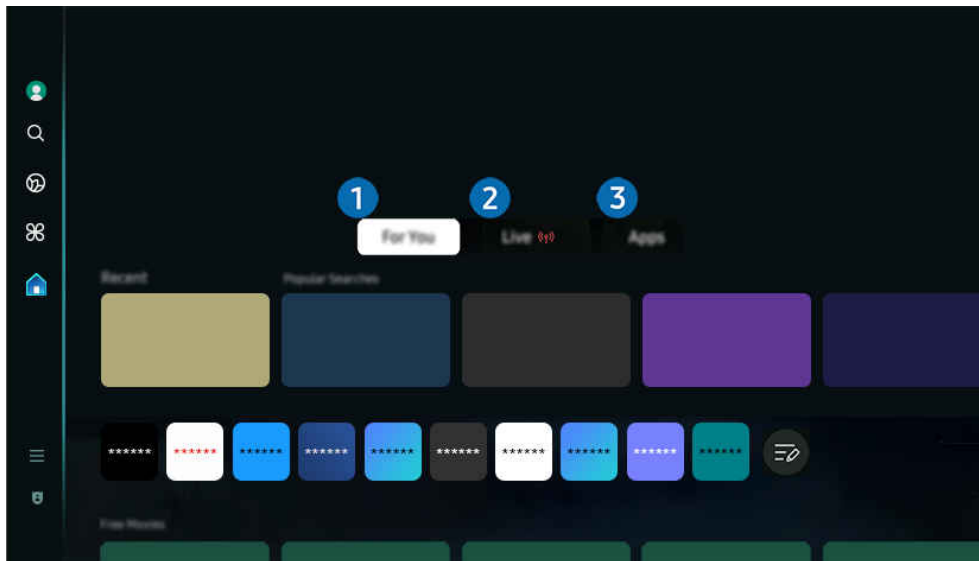 1 2 3
For You Live Apps
Recent Popular Searches
****** ****** ****** ****** ****** ****** ****** ****** ****** ******
Free Movies